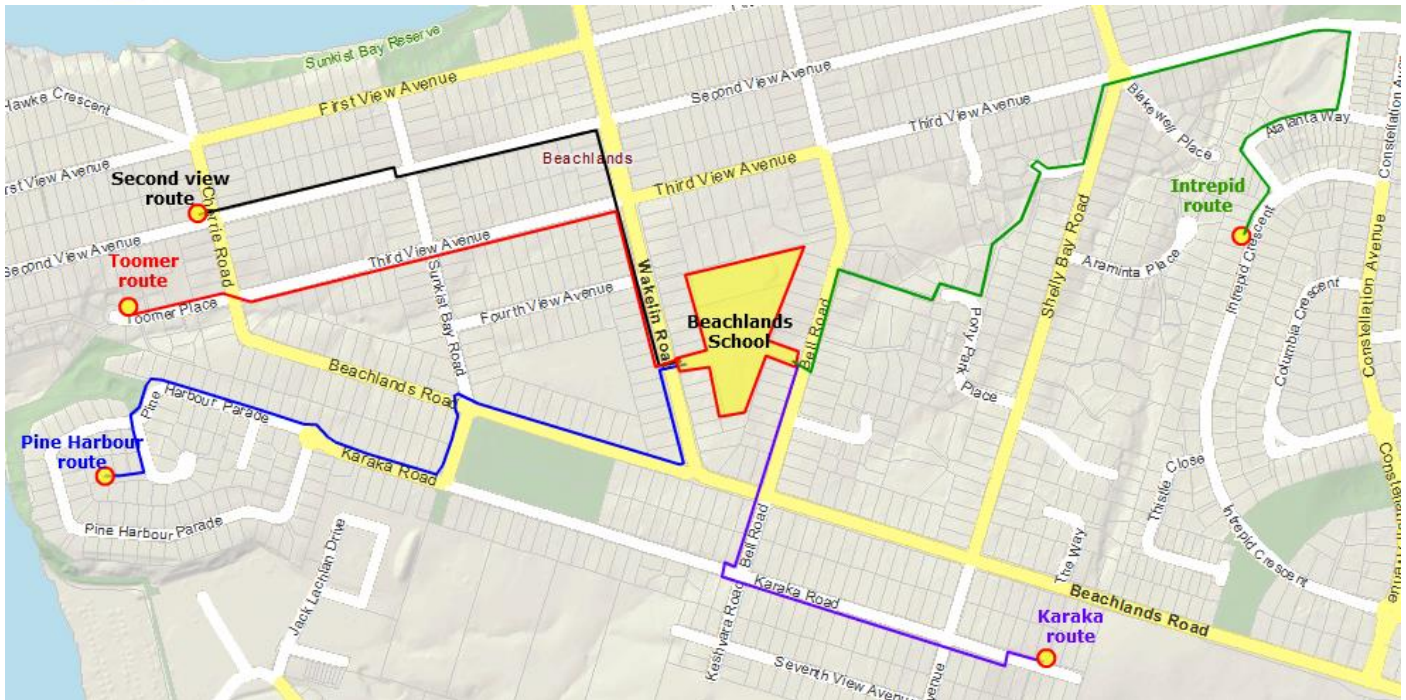 Sunkist Bay Reserve
First View Avenue
Hawke Crescent
Second View Avenue
Third View Avenue
Blakewell Place
Atalanta Way
Constellation Aven
Beachlands
irst View Avenue
Second view
route
Cherrie Road
Third View Avenue
Intrepid
route
Intrepid Crescent
Second View Avenue
Third View Avenue
Toomer
route
Toomer Place
Sunkist Bay Road
Fourth View Avenue
Wakelin Road
Beachlands
School
Bell Road
Shelly Bay Road
Araminta Place
Columbia Crescent
Constellation Avenue
Pony Park
Place
Beachlands Road
Pine
Harbour Parade
Pine Harbour
route
Karaka Road
Pine Harbour Parade
Jack Lachlan Drive
Thistle Close
Intrepid Crescent
The Way
Bell Road
Karaka Road
Keshvara Road
Seventh View Avenue
Avenue
Beachlands Road
Karaka
route